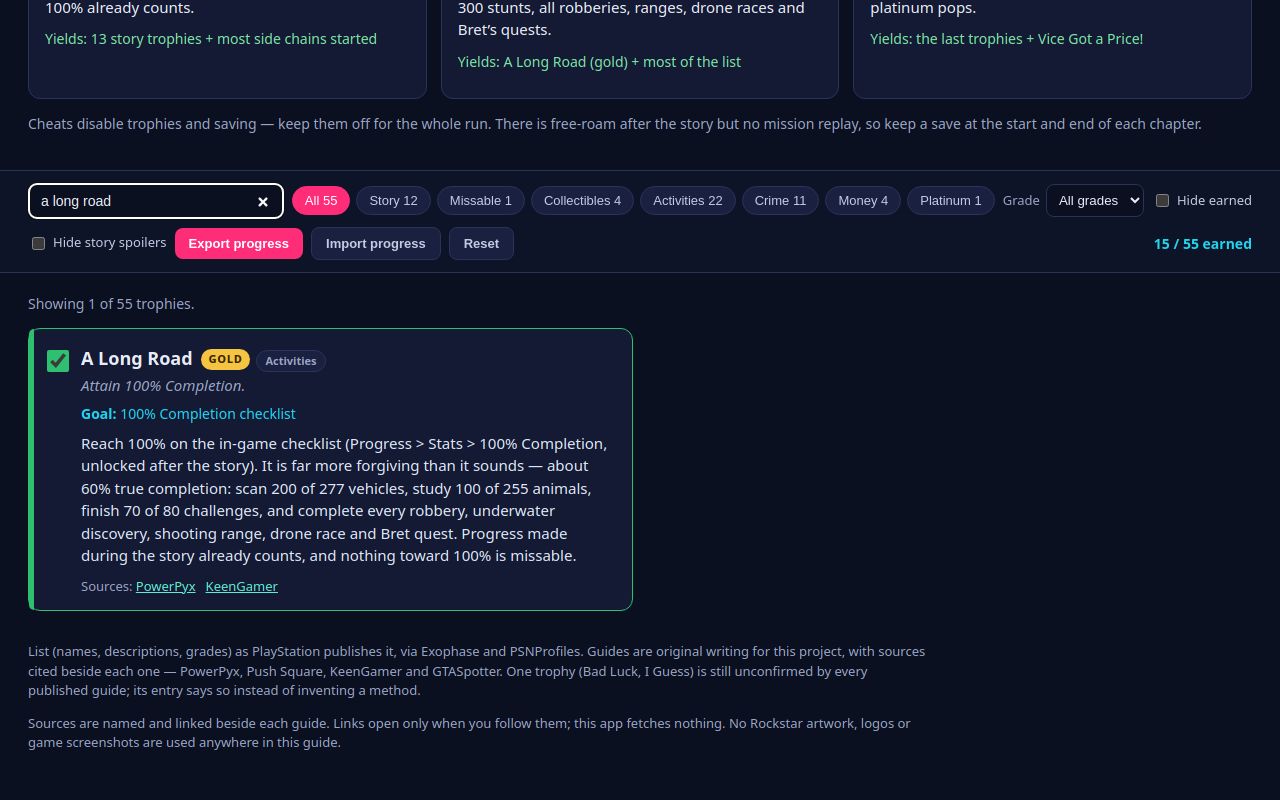 100% already counts.
Yields: 13 story trophies + most side chains started
300 stunts, all robberies, ranges, drone races and
Bret’s quests.
Yields: A Long Road (gold) + most of the list
platinum pops.
Yields: the last trophies + Vice Got a Price!
Cheats disable trophies and saving — keep them off for the whole run. There is free-roam after the story but no mission replay, so keep a save at the start and end of each chapter.
a long road
All 55
Story 12
Missable 1
Collectibles 4
Activities 22
Crime 11
Money 4
Platinum 1
Grade
All grades
Hide earned
Hide story spoilers
Export progress
Import progress
Reset
15 / 55 earned
Showing 1 of 55 trophies.
A Long Road GOLD Activities
Attain 100% Completion.
Goal: 100% Completion checklist
Reach 100% on the in-game checklist (Progress > Stats > 100% Completion,
unlocked after the story). It is far more forgiving than it sounds — about
60% true completion: scan 200 of 277 vehicles, study 100 of 255 animals,
finish 70 of 80 challenges, and complete every robbery, underwater
discovery, shooting range, drone race and Bret quest. Progress made
during the story already counts, and nothing toward 100% is missable.
Sources: PowerPyx KeenGamer
List (names, descriptions, grades) as PlayStation publishes it, via Exophase and PSNProfiles. Guides are original writing for this project, with sources
cited beside each one — PowerPyx, Push Square, KeenGamer and GTASpotter. One trophy (Bad Luck, I Guess) is still unconfirmed by every
published guide; its entry says so instead of inventing a method.
Sources are named and linked beside each guide. Links open only when you follow them; this app fetches nothing. No Rockstar artwork, logos or
game screenshots are used anywhere in this guide.